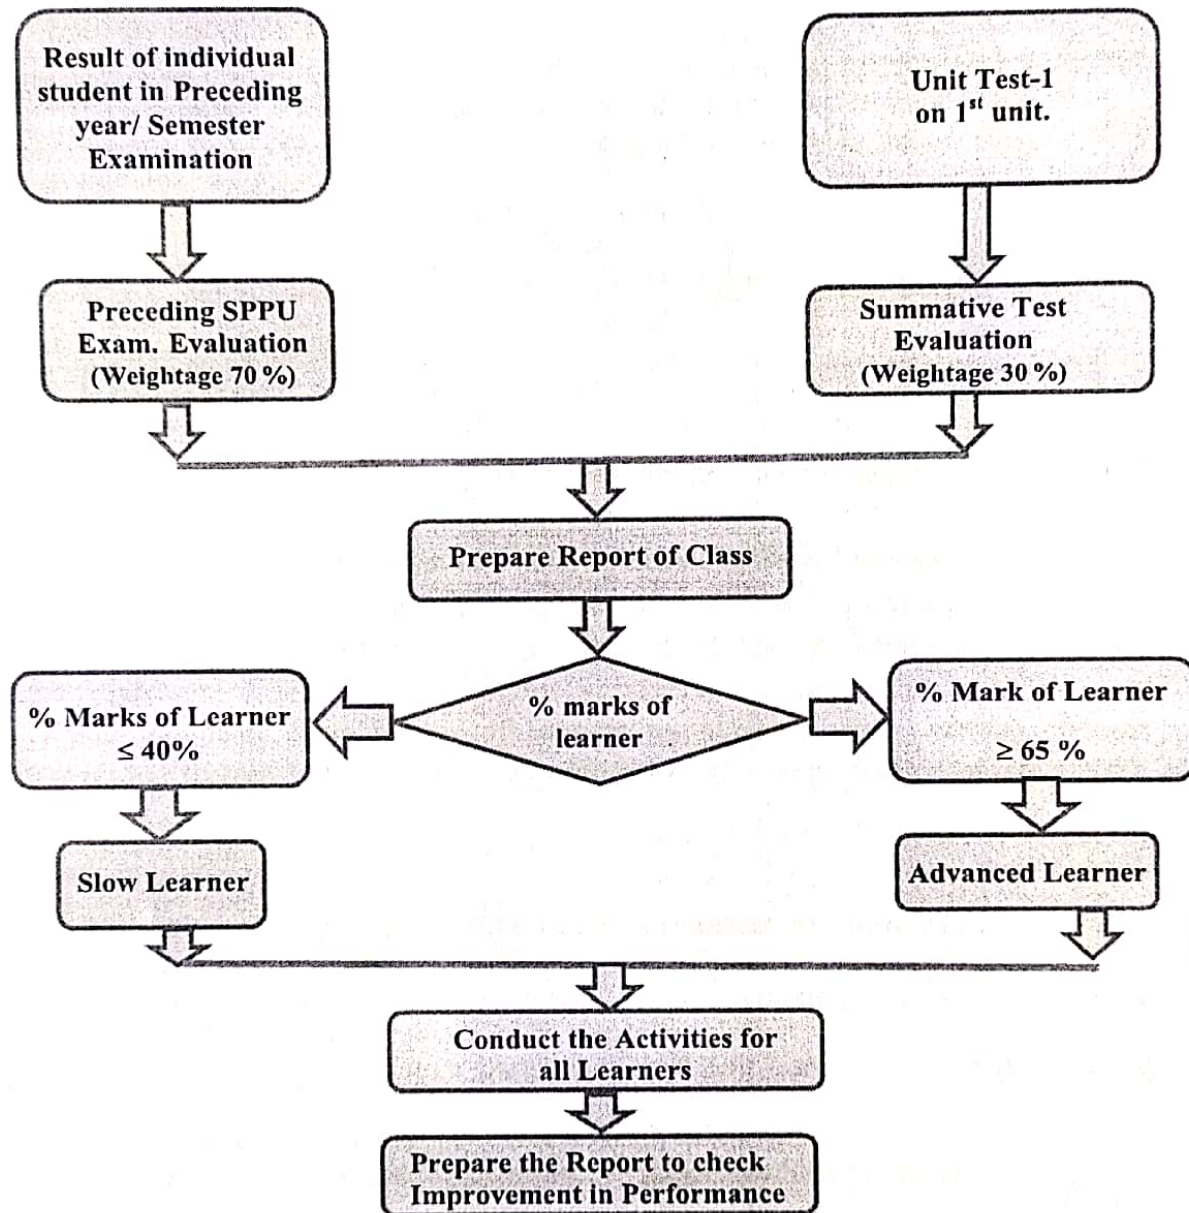 Result of individual
student in Preceding
year/ Semester
Examination
Unit Test-1
on 1st unit.
Preceding SPPU
Exam. Evaluation
(Weightage 70 %)
Summative Test
Evaluation
(Weightage 30 %)
Prepare Report of Class
% marks of
learner
% Marks of Learner
≤ 40%
% Mark of Learner
≥ 65 %
Slow Learner
Advanced Learner
Conduct the Activities for
all Learners
Prepare the Report to check
Improvement in Performance